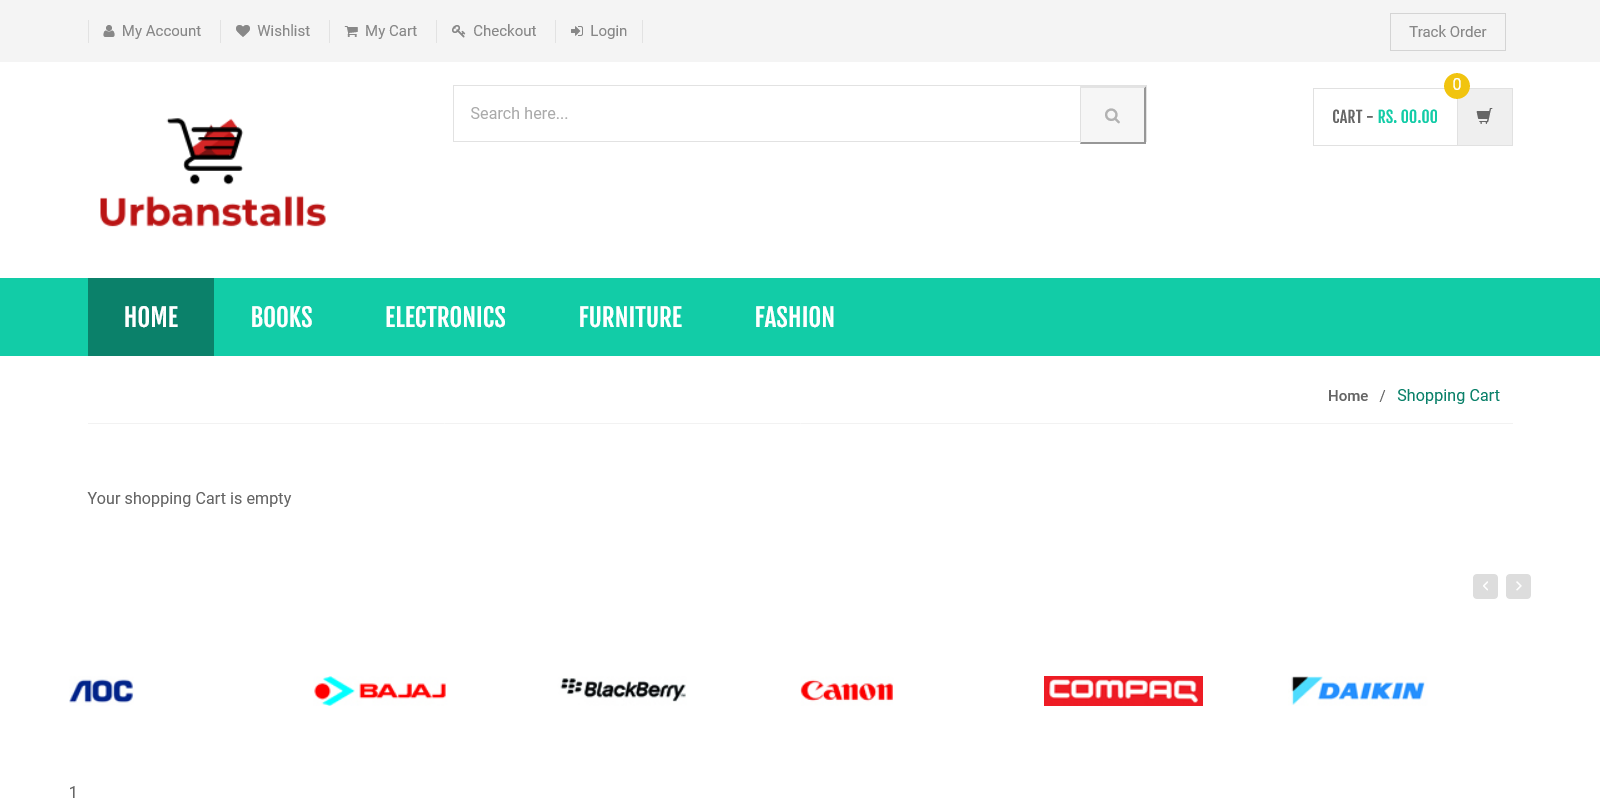 My Account Wishlist My Cart Checkout Login Track Order
Search here...
0
CART - RS. 00.00
Urbanstalls
HOME BOOKS ELECTRONICS FURNITURE FASHION
Home / Shopping Cart
Your shopping Cart is empty
AOC BAJAJ BlackBerry Canon COMPAQ DAIKIN
1